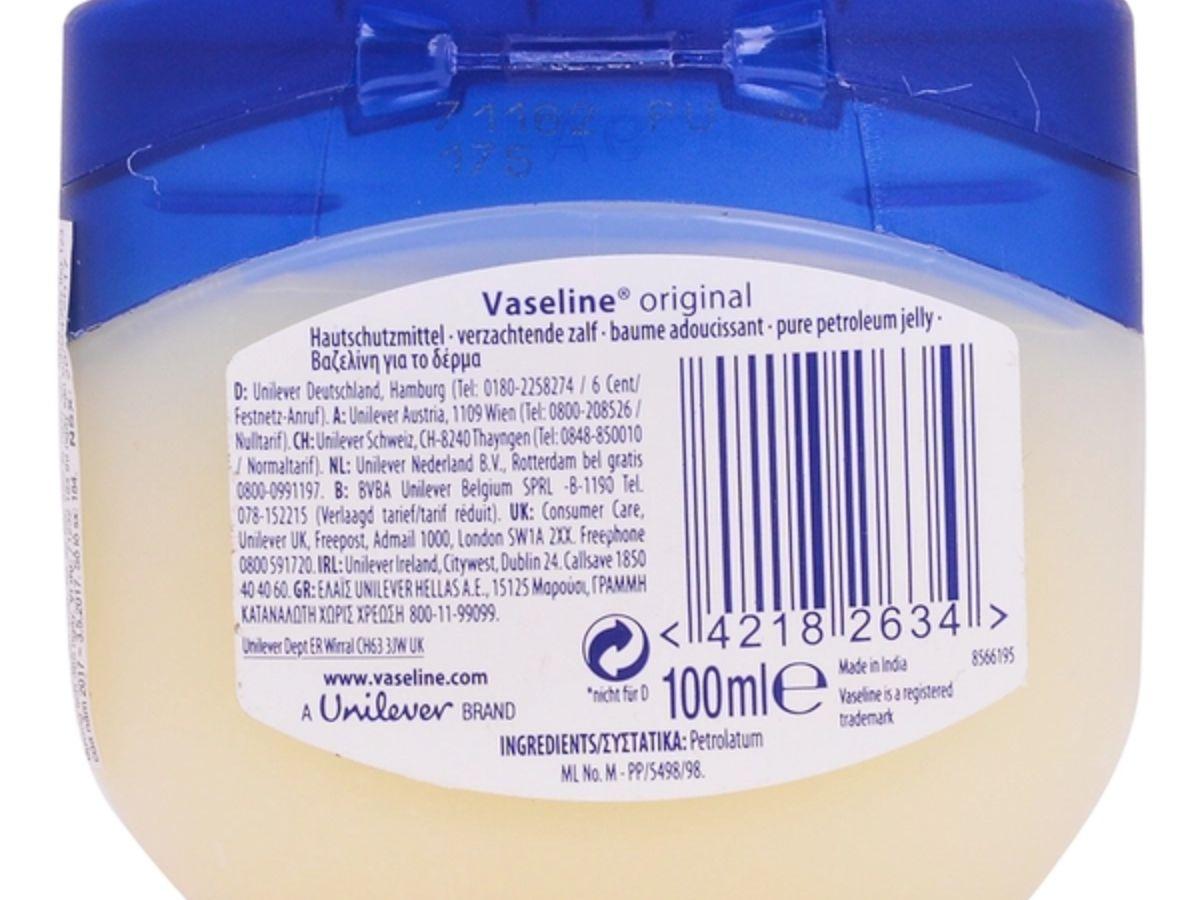 71162 PU
175
Vaseline® original
Hautschutzmittel · verzachtende zalf · baume adoucissant · pure petroleum jelly ·
Βαζελίνη για το δέρμα
D: Unilever Deutschland, Hamburg (Tel: 0180-2258274 / 6 Cent/
Festnetz-Anruf). A: Unilever Austria, 1109 Wien (Tel: 0800-208526 /
Nulltarif). CH: Unilever Schweiz, CH-8240 Thayngen (Tel: 0848-850010
/ Normaltarif). NL: Unilever Nederland B.V., Rotterdam bel gratis
0800-0991197. B: BVBA Unilever Belgium SPRL -B-1190 Tel.
078-152215 (Verlaagd tarief/tarif réduit). UK: Consumer Care,
Unilever UK, Freepost, Admail 1000, London SW1A 2XX. Freephone
0800 591720. IRL: Unilever Ireland, Citywest, Dublin 24. Callsave 1850
40 40 60. GR: ΕΛΑΪΣ UNILEVER HELLAS A.E., 15125 Μαρούσι, ΓΡΑΜΜΗ
ΚΑΤΑΝΑΛΩΤΗ ΧΩΡΙΣ ΧΡΕΩΣΗ 800-11-99099.
Unilever Dept ER Wirral CH63 3JW UK
www.vaseline.com
A Unilever BRAND
*nicht für D
< 4218 2634 >
100ml e
Made in India
8566195
Vaseline is a registered
trademark
INGREDIENTS/ΣΥΣΤΑΤΙΚΑ: Petrolatum
ML No. M - PP/5498/98.